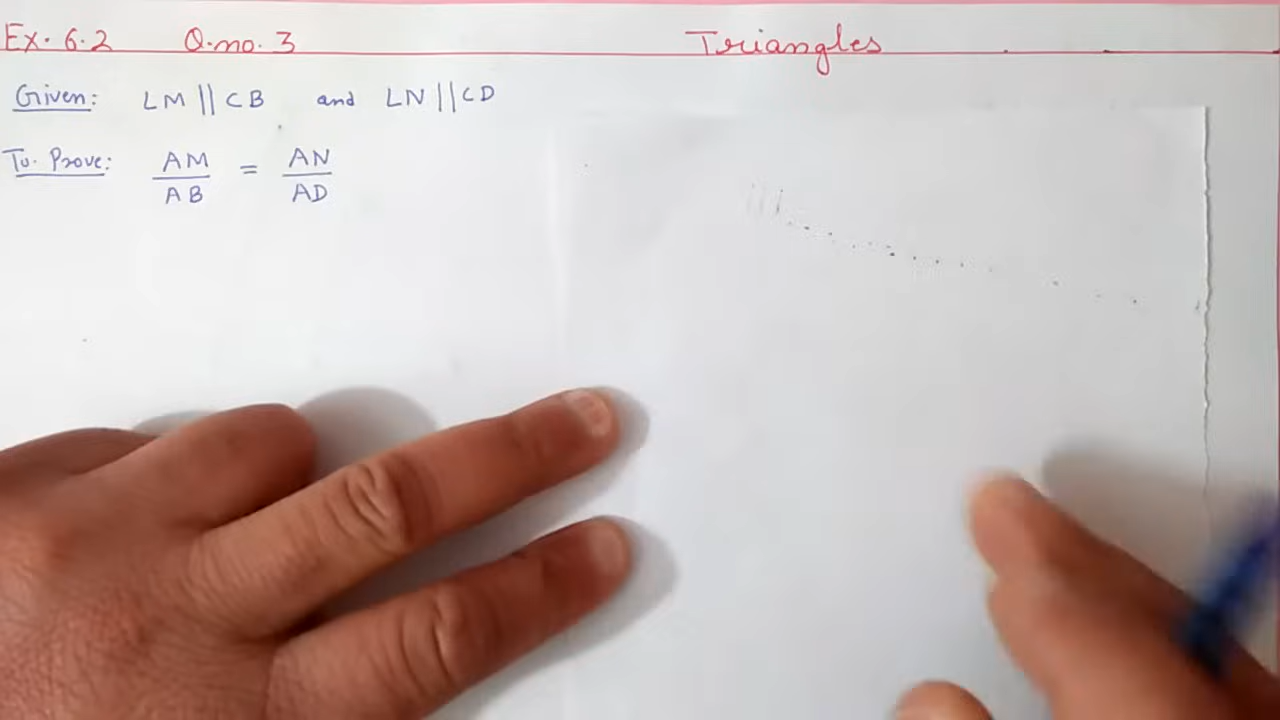 Ex. 6.2 Q.no. 3 Triangles
Given: LM || CB and LN || CD
To Prove: AM/AB = AN/AD